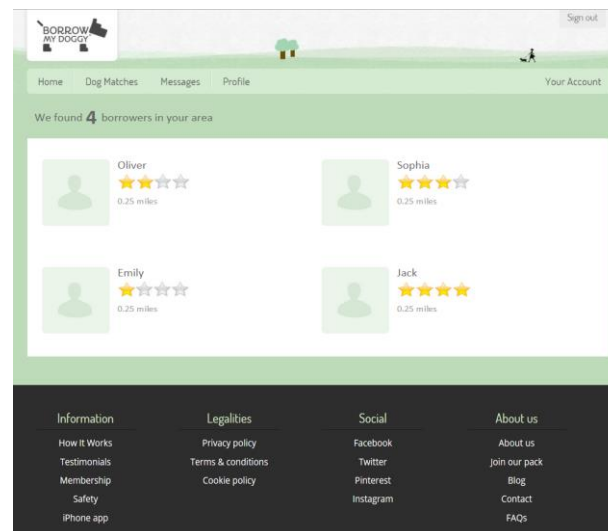 BORROW
MY DOGGY
Sign out
Home Dog Matches Messages Profile Your Account
We found 4 borrowers in your area
Oliver
0.25 miles
Sophia
0.25 miles
Emily
0.25 miles
Jack
0.25 miles
Information
How It Works
Testimonials
Membership
Safety
iPhone app
Legalities
Privacy policy
Terms & conditions
Cookie policy
Social
Facebook
Twitter
Pinterest
Instagram
About us
About us
Join our pack
Blog
Contact
FAQs